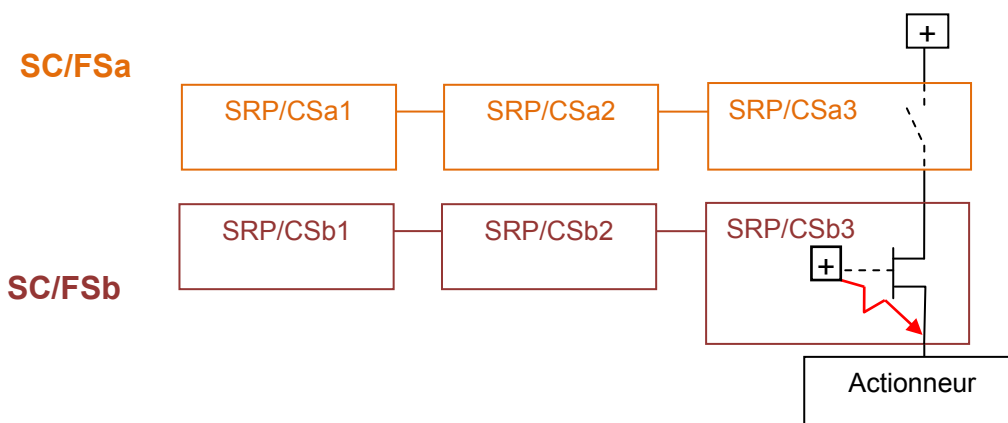 +
SC/FSa
SRP/CSa1 SRP/CSa2 SRP/CSa3
SRP/CSb1 SRP/CSb2 SRP/CSb3
+
SC/FSb
Actionneur